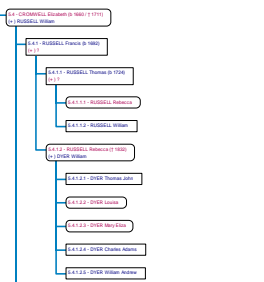 5.4 - CROMWELL Elizabeth (b 1650 / † 1711)
(+ ) RUSSELL William
5.4.1 - RUSSELL Francis (b 1692)
(+ ) ?
5.4.1.1 - RUSSELL Thomas (b 1724)
(+ ) ?
5.4.1.1.1 - RUSSELL Rebecca
5.4.1.1.2 - RUSSELL William
5.4.1.2 - RUSSELL Rebecca († 1832)
(+ ) DYER William
5.4.1.2.1 - DYER Thomas John
5.4.1.2.2 - DYER Louisa
5.4.1.2.3 - DYER Mary Eliza
5.4.1.2.4 - DYER Charles Adams
5.4.1.2.5 - DYER William Andrew